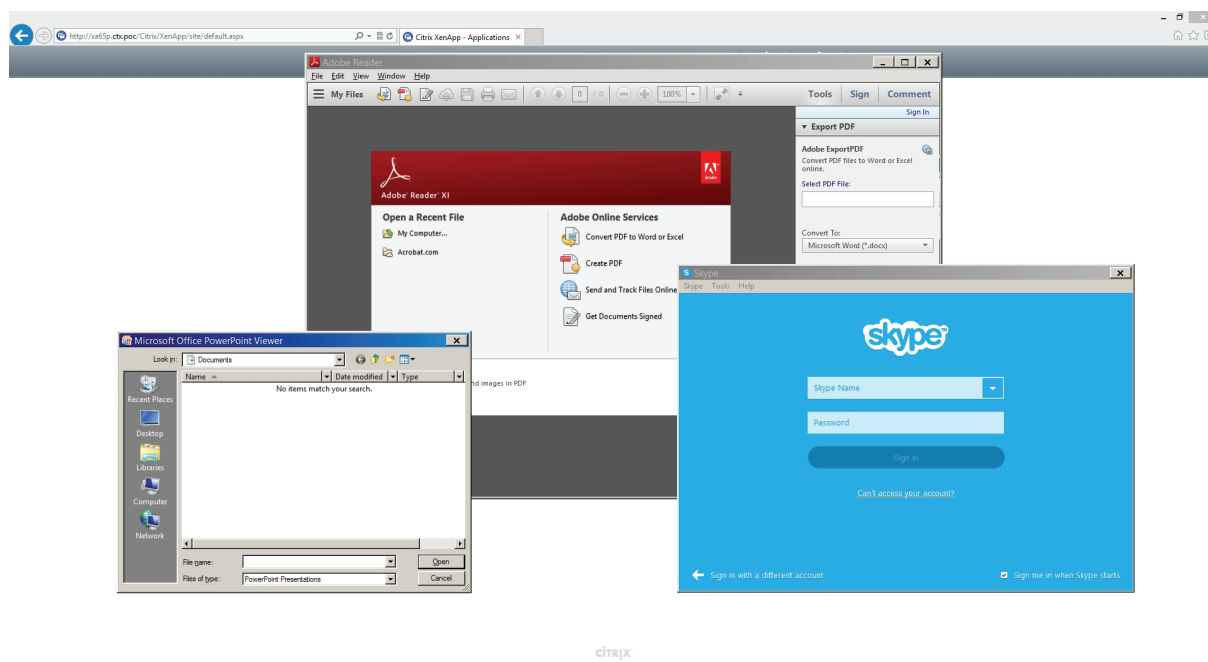 http://xa65p.ctx.poc/Citrix/XenApp/site/default.aspx
Citrix XenApp - Applications
Adobe Reader
File Edit View Window Help
My Files 0 / 0 100% Tools Sign Comment
Sign In
Export PDF
Adobe ExportPDF
Convert PDF files to Word or Excel
online.
Select PDF File:
Convert To:
Microsoft Word (*.docx)
Adobe
Adobe Reader XI
Open a Recent File
My Computer...
Acrobat.com
Adobe Online Services
Convert PDF to Word or Excel
Create PDF
Send and Track Files Online
Get Documents Signed
nd images in PDF
Microsoft Office PowerPoint Viewer
Look in: Documents
Name Date modified Type
No items match your search.
Recent Places
Desktop
Libraries
Computer
Network
File name: Open
Files of type: PowerPoint Presentations Cancel
Skype
Skype Tools Help
skype
Skype Name
Password
Sign in
Can't access your account?
Sign in with a different account
Sign me in when Skype starts
CITRIX